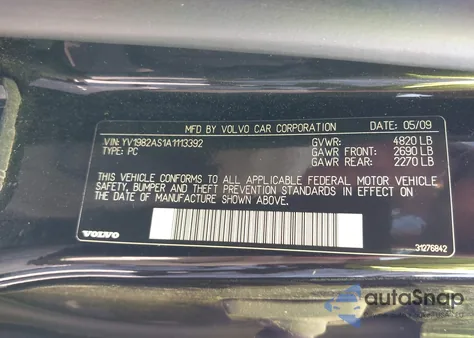 MFD BY VOLVO CAR CORPORATION DATE: 05/09
VIN: YV1982AS1A1113392 GVWR: 4820 LB
TYPE: PC GAWR FRONT: 2690 LB
GAWR REAR: 2270 LB
THIS VEHICLE CONFORMS TO ALL APPLICABLE FEDERAL MOTOR VEHICLE
SAFETY, BUMPER AND THEFT PREVENTION STANDARDS IN EFFECT ON
THE DATE OF MANUFACTURE SHOWN ABOVE.
VOLVO 31276842
autoSnap